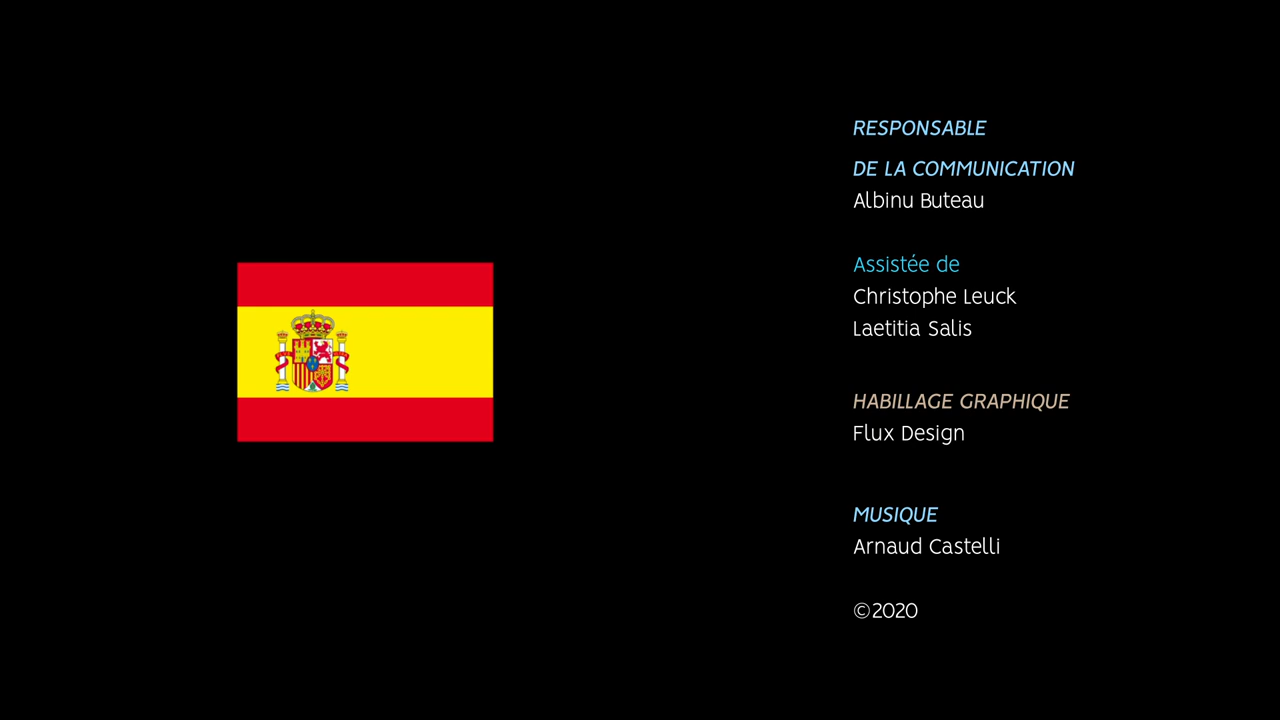 RESPONSABLE
DE LA COMMUNICATION
Albinu Buteau
Assistée de
Christophe Leuck
Laetitia Salis
HABILLAGE GRAPHIQUE
Flux Design
MUSIQUE
Arnaud Castelli
©2020